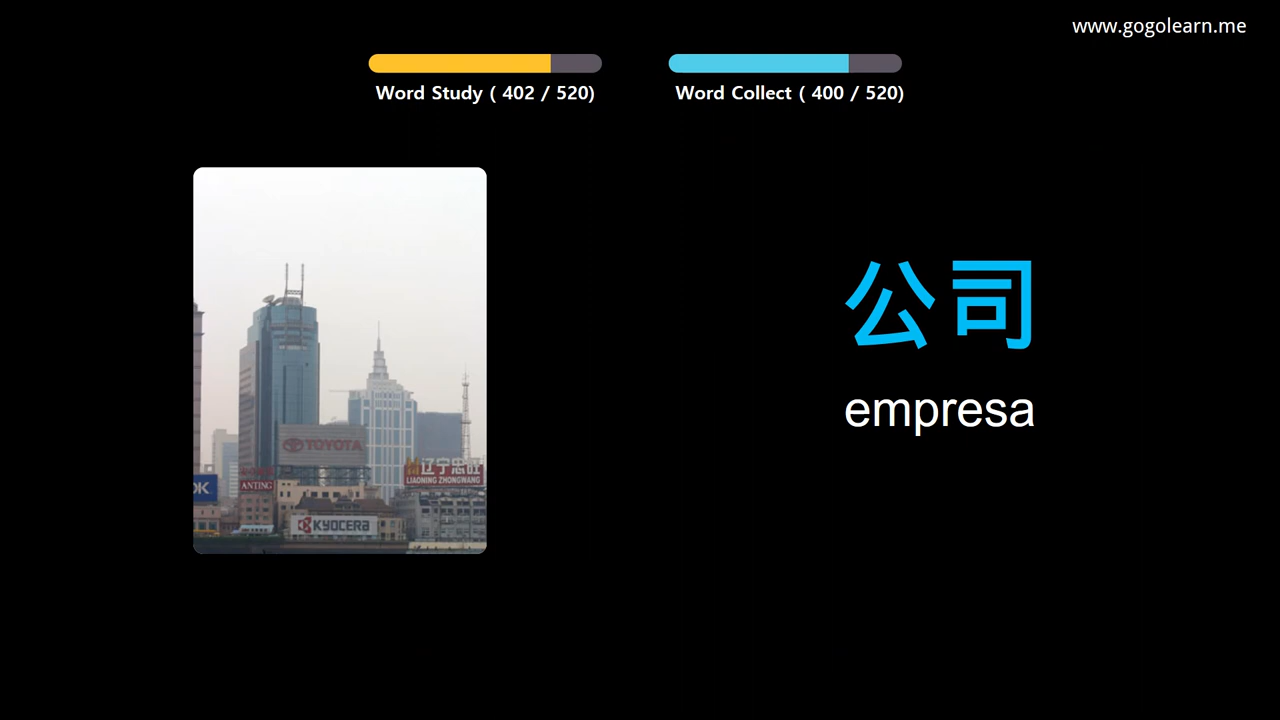 www.gogolearn.me
Word Study ( 402 / 520)
Word Collect ( 400 / 520)
公司
empresa
TOYOTA
辽宁忠旺
LIAONING ZHONGWANG
ANTING
OK
KYOCERA